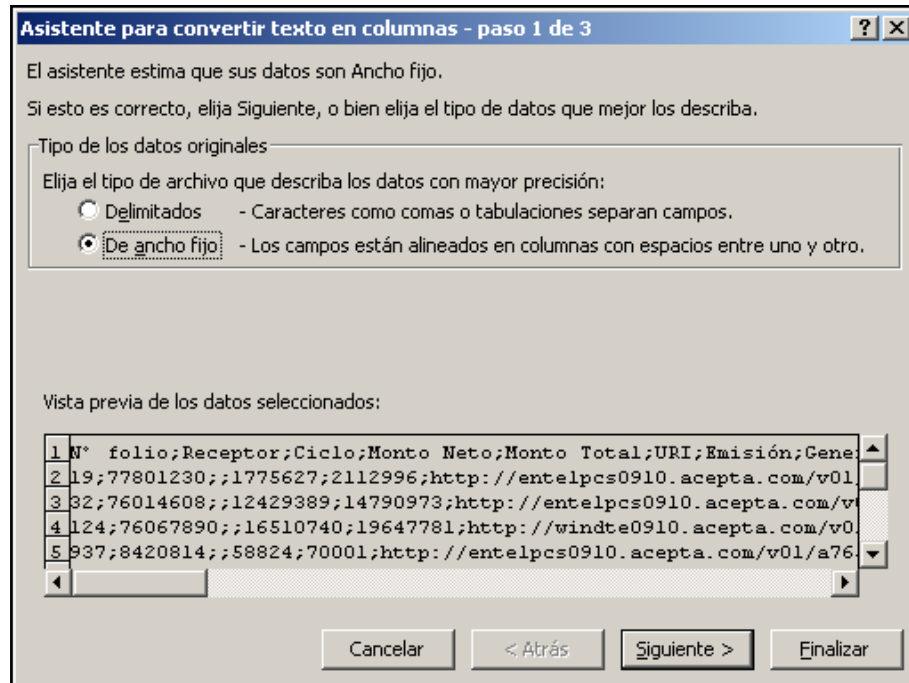 Asistente para convertir texto en columnas - paso 1 de 3
El asistente estima que sus datos son Ancho fijo.
Si esto es correcto, elija Siguiente, o bien elija el tipo de datos que mejor los describa.
Tipo de los datos originales
Elija el tipo de archivo que describa los datos con mayor precisión:
Delimitados - Caracteres como comas o tabulaciones separan campos.
De ancho fijo - Los campos están alineados en columnas con espacios entre uno y otro.
Vista previa de los datos seleccionados:
1 N° folio;Receptor;Ciclo;Monto Neto;Monto Total;URI;Emisión;Gene
2 19;77801230;;1775627;2112996;http://entelpcs0910.acepta.com/v01
3 32;76014608;;12429389;14790973;http://entelpcs0910.acepta.com/v
4 124;76067890;;16510740;19647781;http://windte0910.acepta.com/v0
5 937;8420814;;58824;70001;http://entelpcs0910.acepta.com/v01/a76
Cancelar < Atrás Siguiente > Finalizar